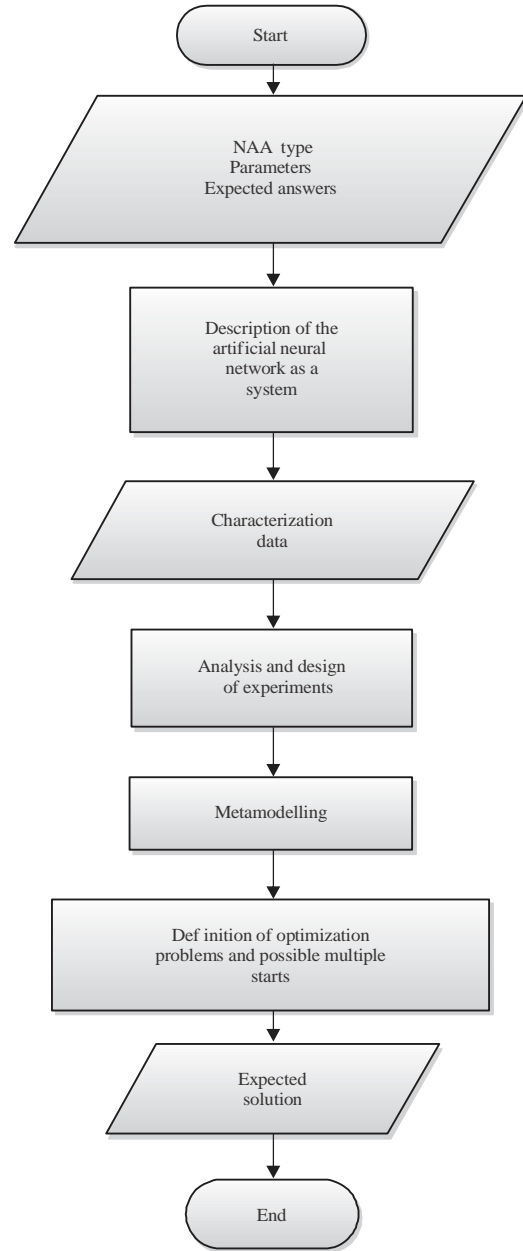 Start
NAA type
Parameters
Expected answers
Description of the
artificial neural
network as a
system
Characterization
data
Analysis and design
of experiments
Metamodelling
Def inition of optimization
problems and possible multiple
starts
Expected
solution
End